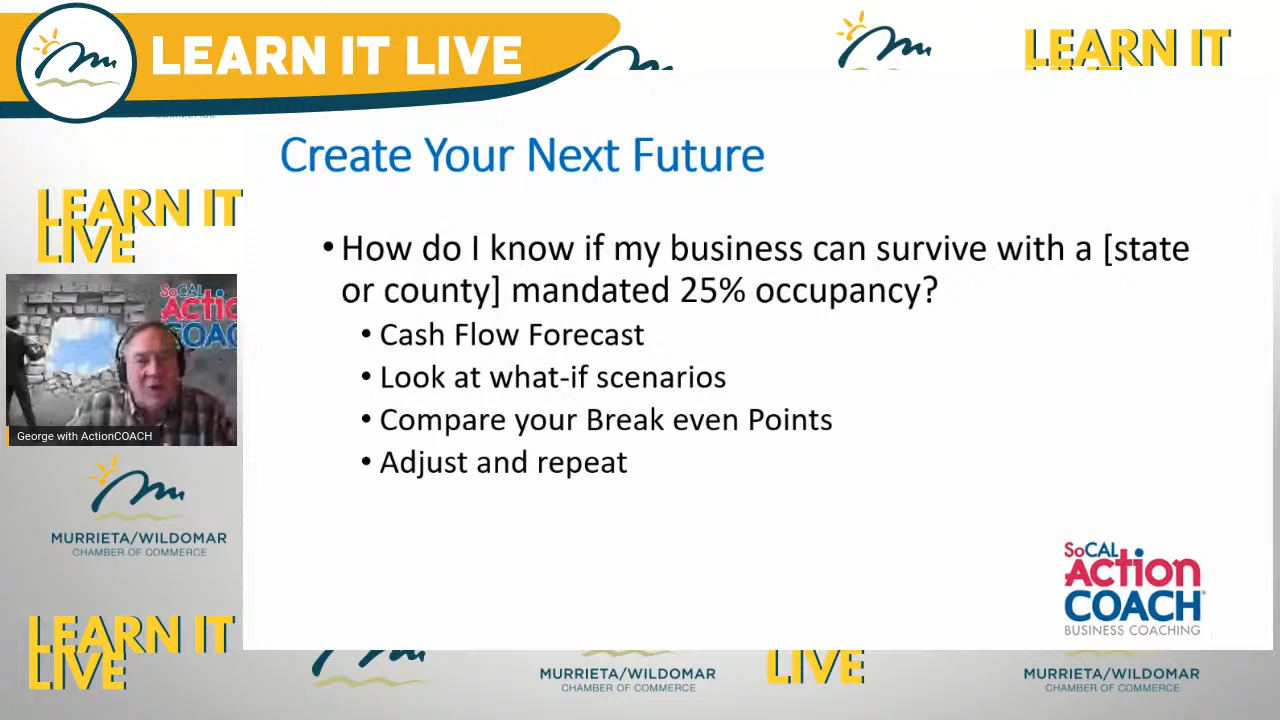 LEARN IT LIVE
LEARN IT
COMMERCE
Create Your Next Future
LEARN IT
LIVE
• How do I know if my business can survive with a [state
or county] mandated 25% occupancy?
• Cash Flow Forecast
• Look at what-if scenarios
• Compare your Break even Points
• Adjust and repeat
SoCAL
COAC
George with ActionCOACH
MURRIETA/WILDOMAR
CHAMBER OF COMMERCE
SoCAL
Action
COACH
BUSINESS COACHING
LEARN IT
LIVE
MURRIETA/WILDOMAR
CHAMBER OF COMMERCE
LIVE
MURRIETA/WILDOMAR
CHAMBER OF COMMERCE